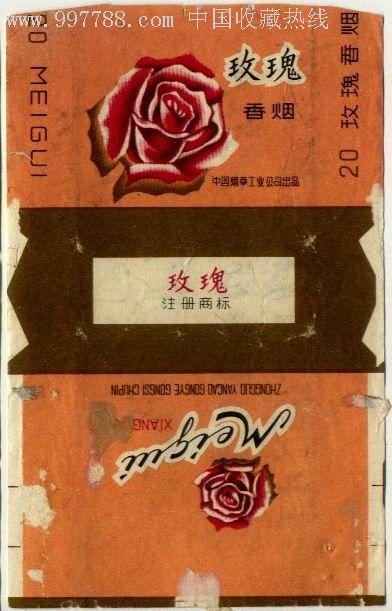 www.997788.com 中国收藏热线
20 MEIGUI
玫瑰
香烟
中国烟草工业公司出品
20 玫瑰香烟
玫瑰
注册商标
ZHONGGUO YANCAO GONGYE GONGSI CHUPIN
XIANG
Meigui